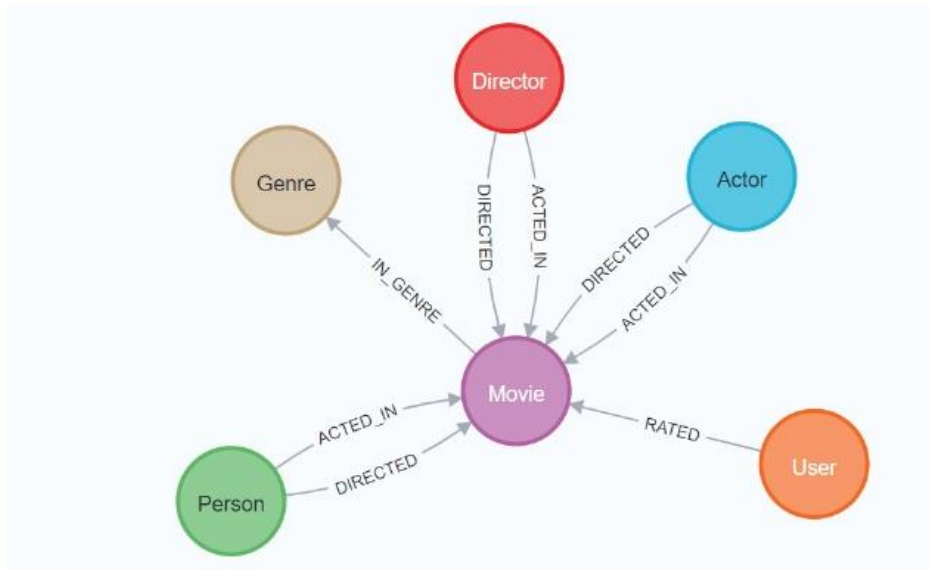 Director
Genre
Actor
DIRECTED
ACTED_IN
DIRECTED
ACTED_IN
IN_GENRE
Movie
ACTED_IN
RATED
DIRECTED
User
Person